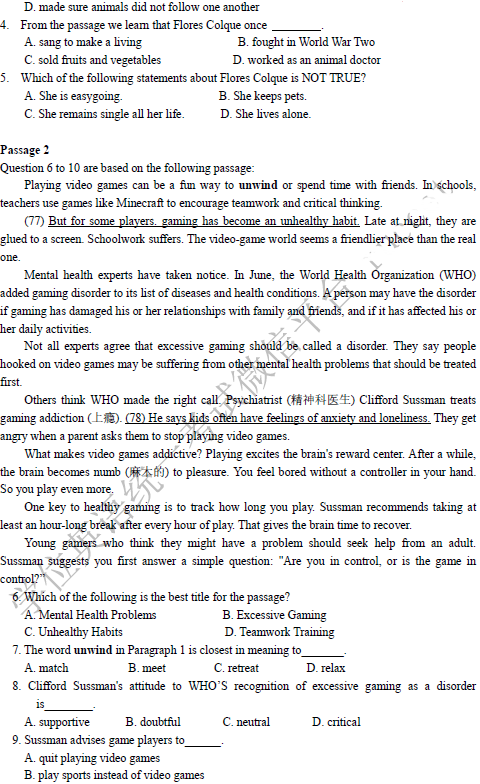 D. made sure animals did not follow one another
4. From the passage we learn that Flores Colque once ________.
A. sang to make a living B. fought in World War Two
C. sold fruits and vegetables D. worked as an animal doctor
5. Which of the following statements about Flores Colque is NOT TRUE?
A. She is easygoing. B. She keeps pets.
C. She remains single all her life. D. She lives alone.
Passage 2
Question 6 to 10 are based on the following passage:
Playing video games can be a fun way to unwind or spend time with friends. In schools,
teachers use games like Minecraft to encourage teamwork and critical thinking.
(77) But for some players. gaming has become an unhealthy habit. Late at night, they are
glued to a screen. Schoolwork suffers. The video-game world seems a friendlier place than the real
one.
Mental health experts have taken notice. In June, the World Health Organization (WHO)
added gaming disorder to its list of diseases and health conditions. A person may have the disorder
if gaming has damaged his or her relationships with family and friends, and if it has affected his or
her daily activities.
Not all experts agree that excessive gaming should be called a disorder. They say people
hooked on video games may be suffering from other mental health problems that should be treated
first.
Others think WHO made the right call. Psychiatrist (精神科医生) Clifford Sussman treats
gaming addiction (上瘾). (78) He says kids often have feelings of anxiety and loneliness. They get
angry when a parent asks them to stop playing video games.
What makes video games addictive? Playing excites the brain's reward center. After a while,
the brain becomes numb (麻木的) to pleasure. You feel bored without a controller in your hand.
So you play even more.
One key to healthy gaming is to track how long you play. Sussman recommends taking at
least an hour-long break after every hour of play. That gives the brain time to recover.
Young gamers who think they might have a problem should seek help from an adult.
Sussman suggests you first answer a simple question: "Are you in control, or is the game in
control?"
6. Which of the following is the best title for the passage?
A. Mental Health Problems B. Excessive Gaming
C. Unhealthy Habits D. Teamwork Training
7. The word unwind in Paragraph 1 is closest in meaning to_______.
A. match B. meet C. retreat D. relax
8. Clifford Sussman's attitude to WHO'S recognition of excessive gaming as a disorder
is________.
A. supportive B. doubtful C. neutral D. critical
9. Sussman advises game players to______.
A. quit playing video games
B. play sports instead of video games